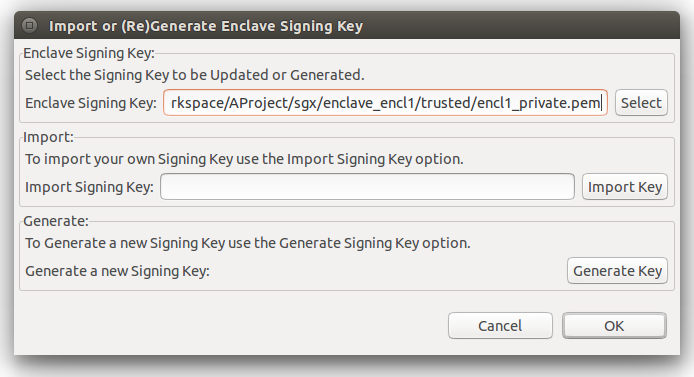 Import or (Re)Generate Enclave Signing Key
Enclave Signing Key:
Select the Signing Key to be Updated or Generated.
Enclave Signing Key: rkspace/AProject/sgx/enclave_encl1/trusted/encl1_private.pem Select
Import:
To import your own Signing Key use the Import Signing Key option.
Import Signing Key: Import Key
Generate:
To Generate a new Signing Key use the Generate Signing Key option.
Generate a new Signing Key: Generate Key
Cancel OK